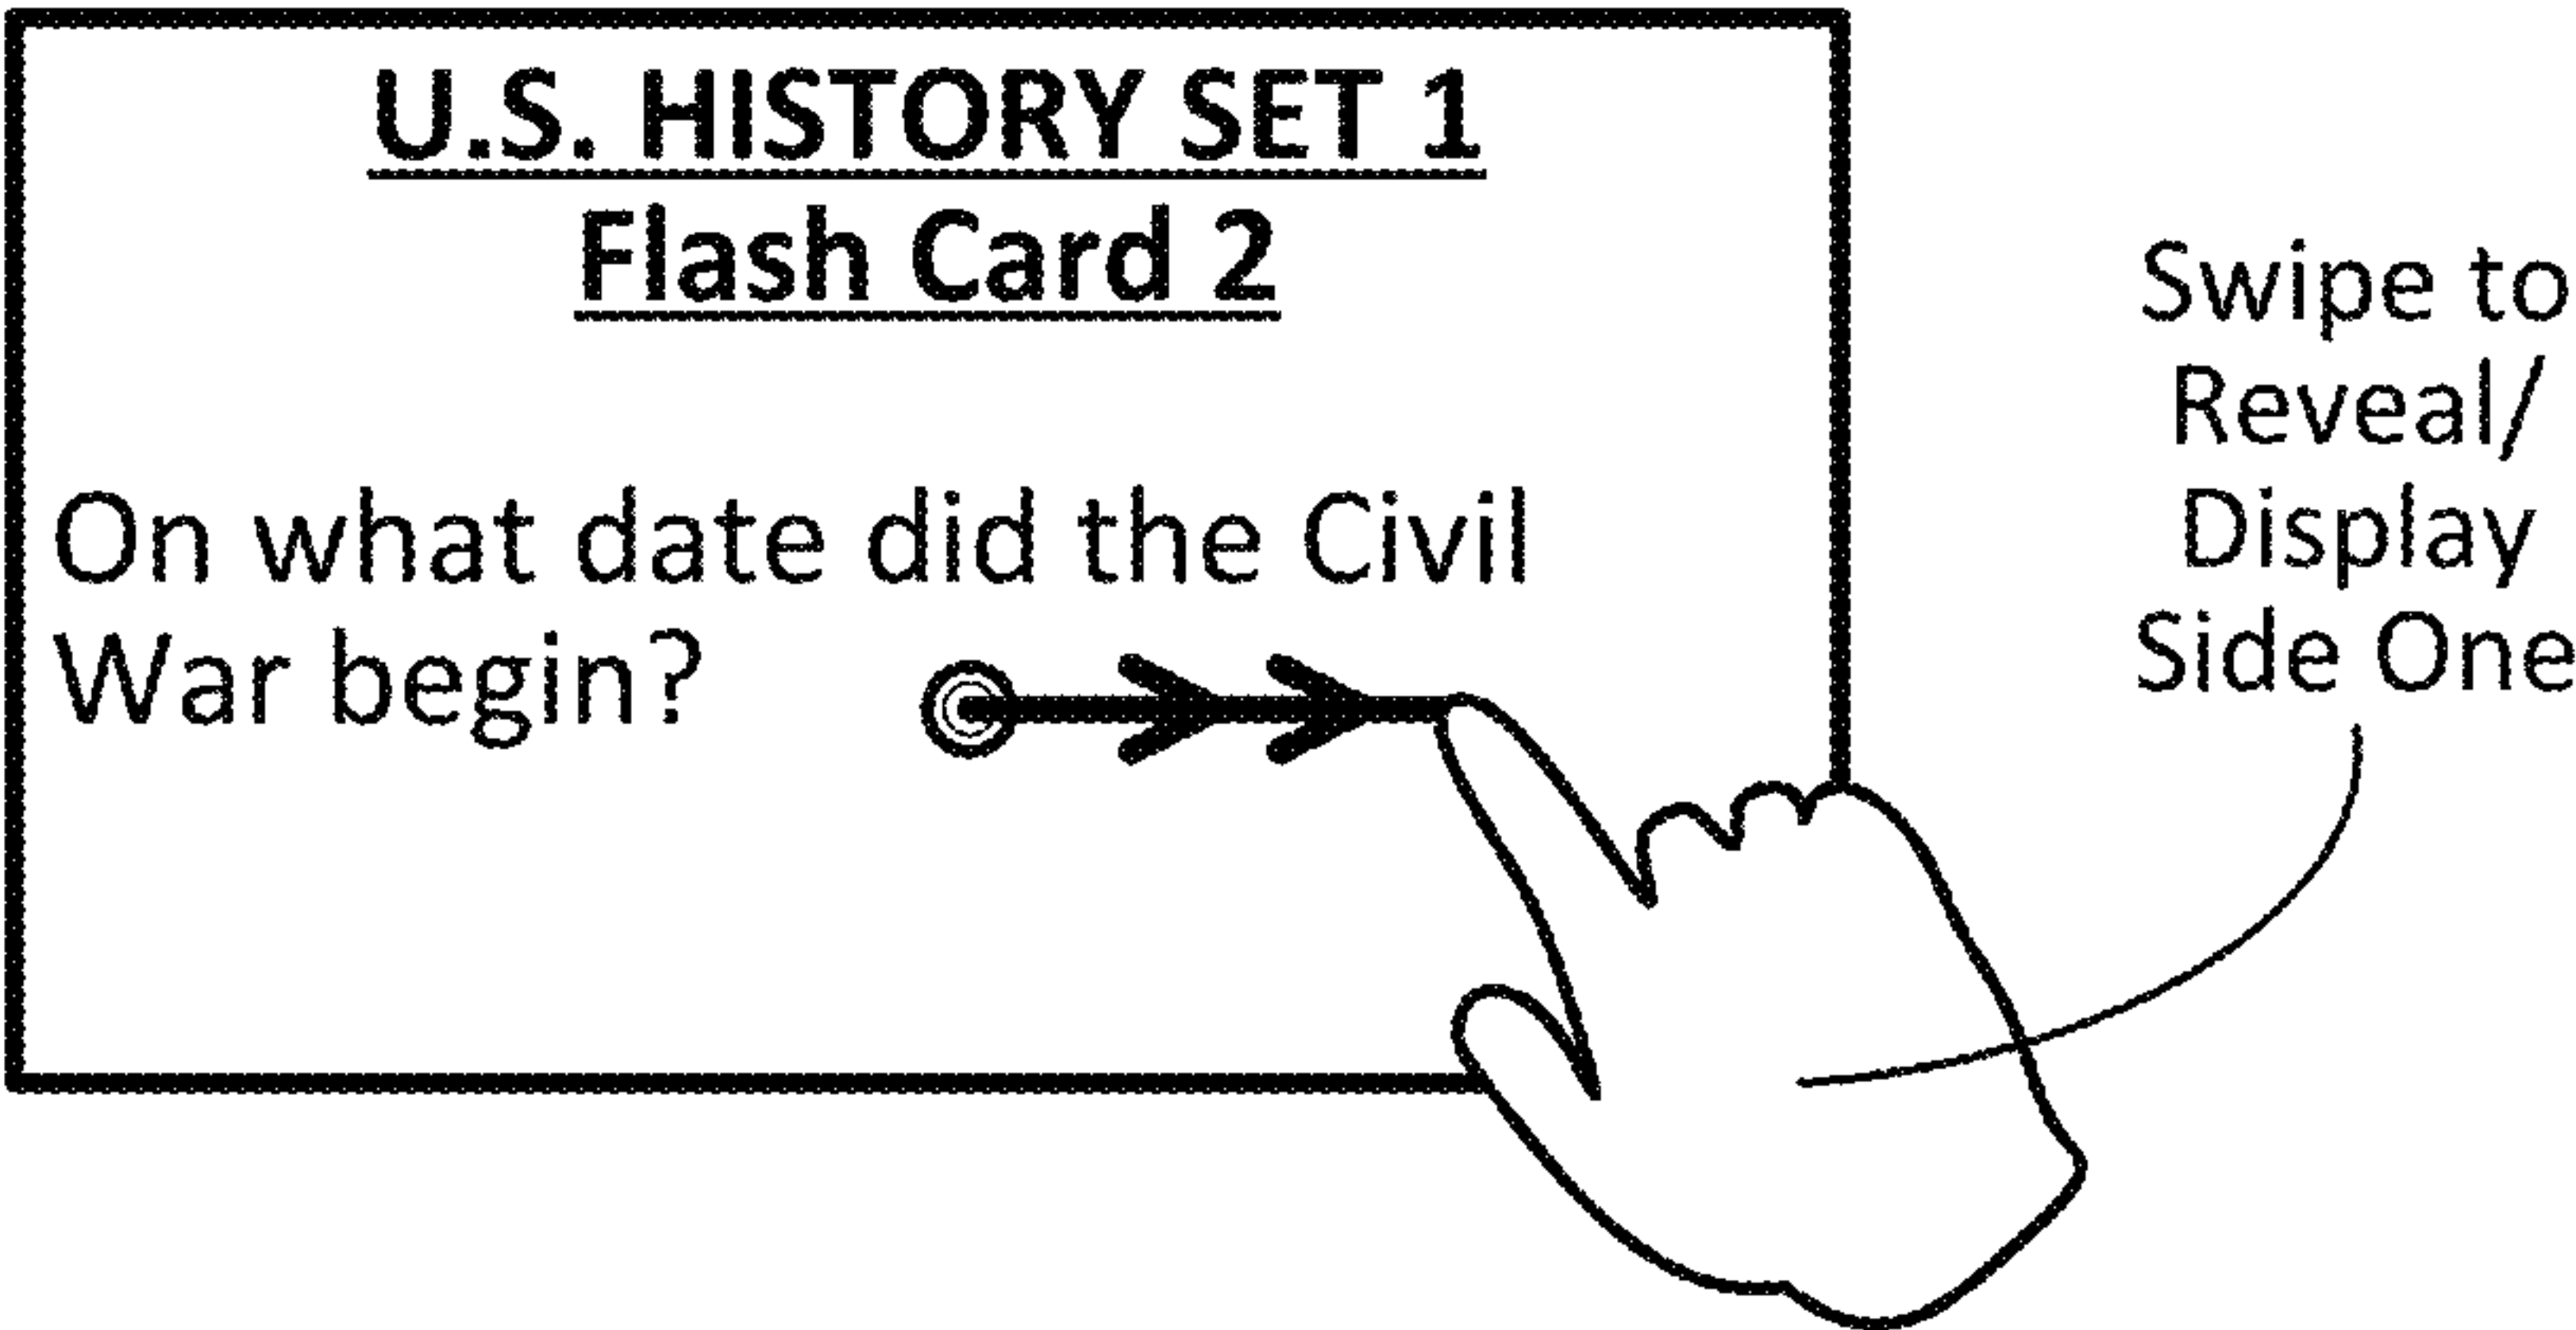 U.S. HISTORY SET 1
Flash Card 2
On what date did the Civil
War begin?
Swipe to
Reveal/
Display
Side One